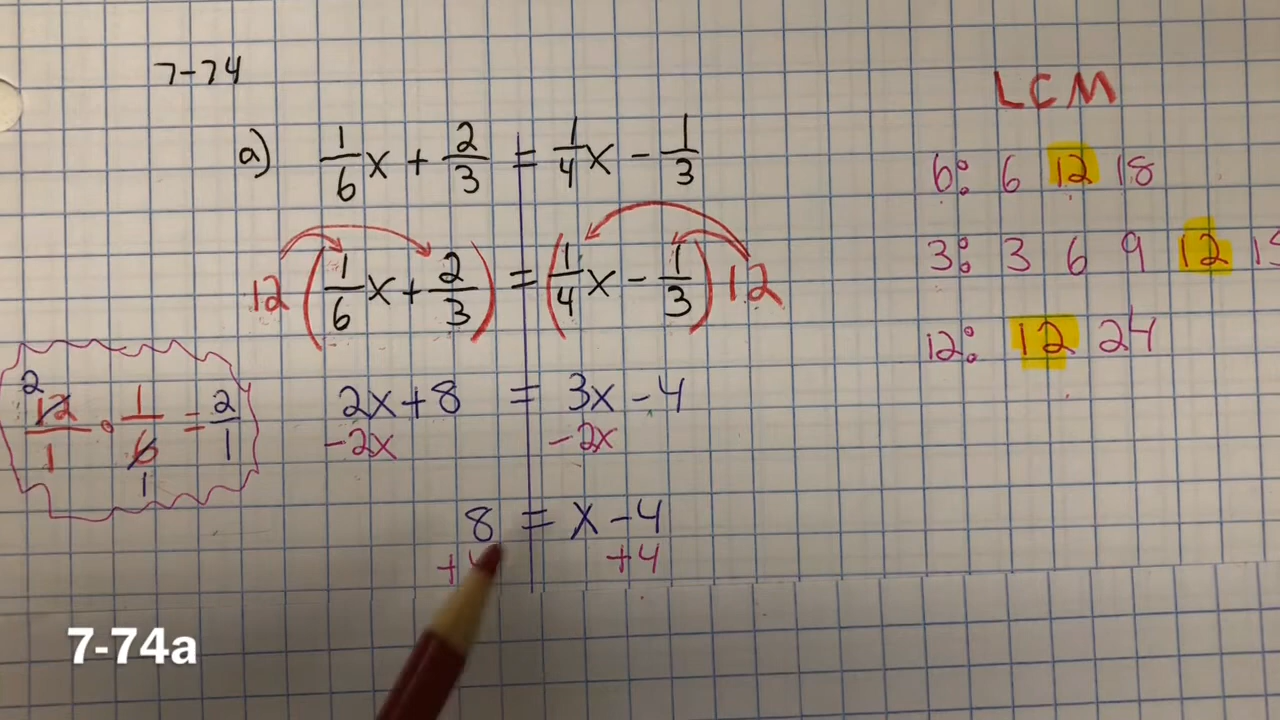 7-74
a) 1/6 x + 2/3 = 1/4 x - 1/3
12 (1/6 x + 2/3) = (1/4 x - 1/3) 12
2x + 8 = 3x - 4
-2x -2x
8 = x - 4
+4 +4
12/1 • 1/6 = 2/1
2
1
LCM
6: 6 12 18
3: 3 6 9 12
12: 12 24
7-74a